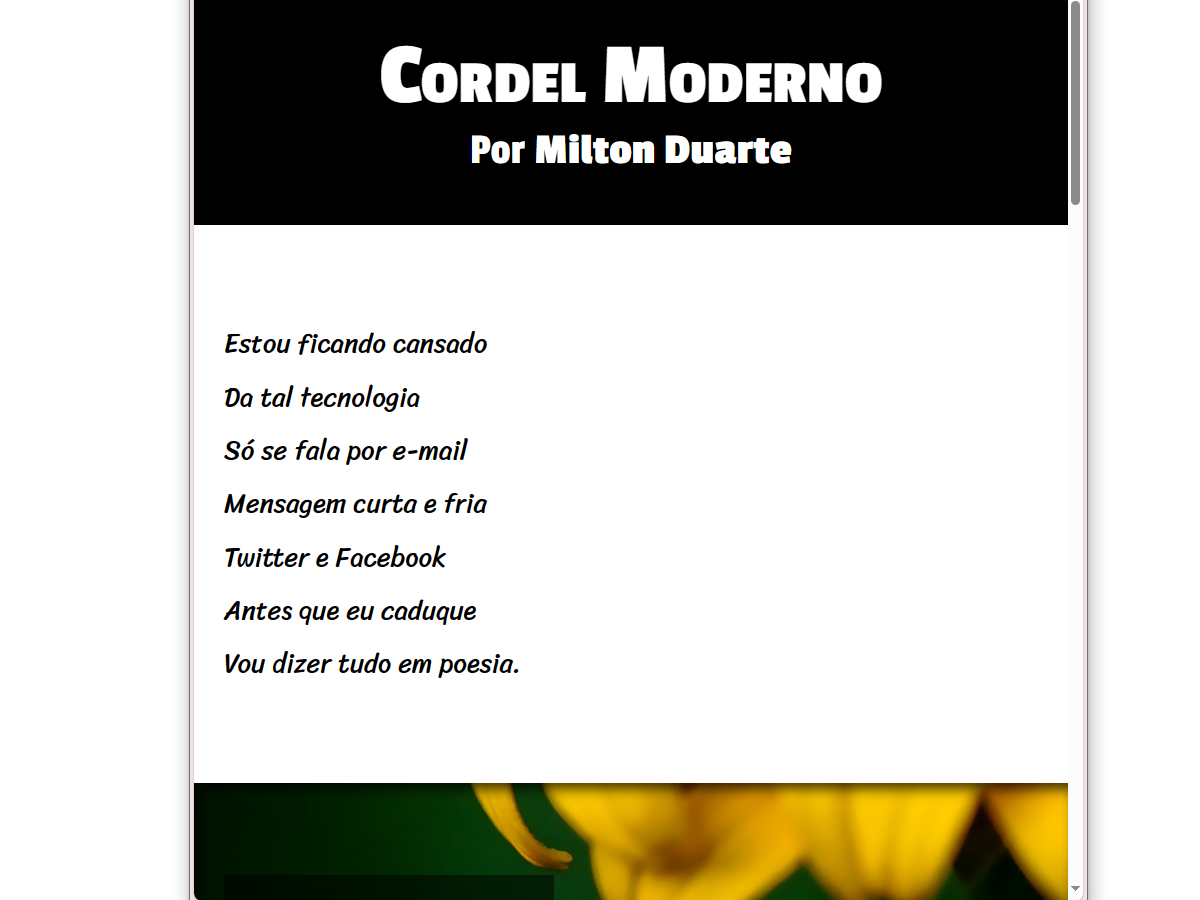 Cordel Moderno
Por Milton Duarte
Estou ficando cansado
Da tal tecnologia
Só se fala por e-mail
Mensagem curta e fria
Twitter e Facebook
Antes que eu caduque
Vou dizer tudo em poesia.